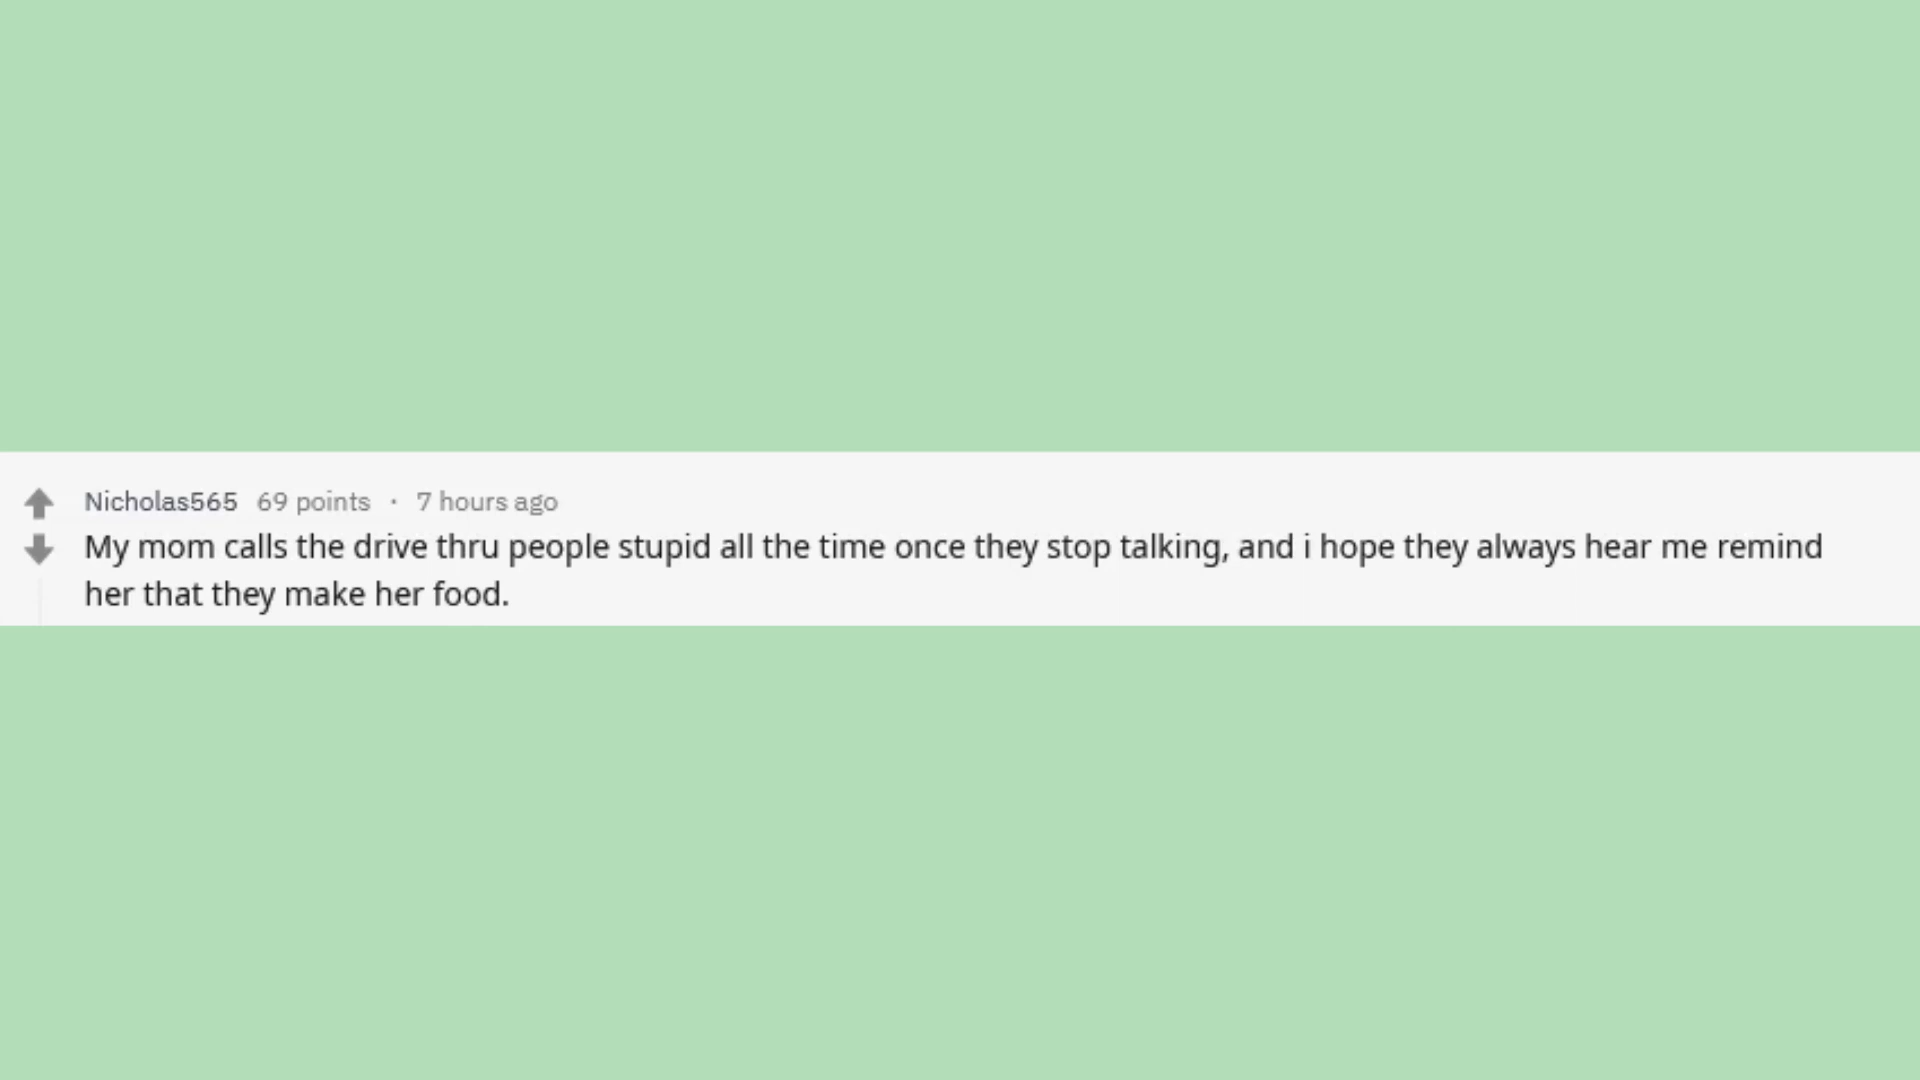 Nicholas565 69 points · 7 hours ago
My mom calls the drive thru people stupid all the time once they stop talking, and i hope they always hear me remind
her that they make her food.